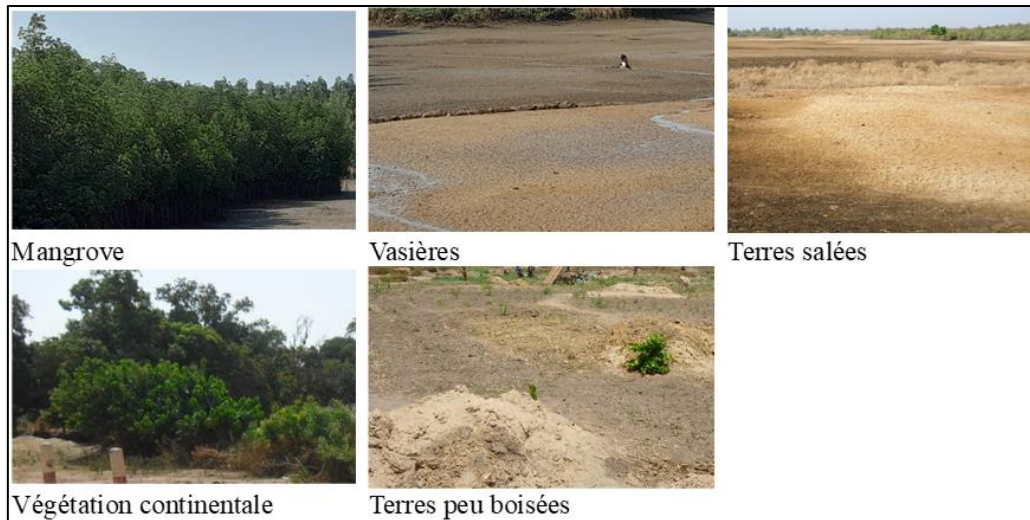 Mangrove
Vasières
Terres salées
Végétation continentale
Terres peu boisées